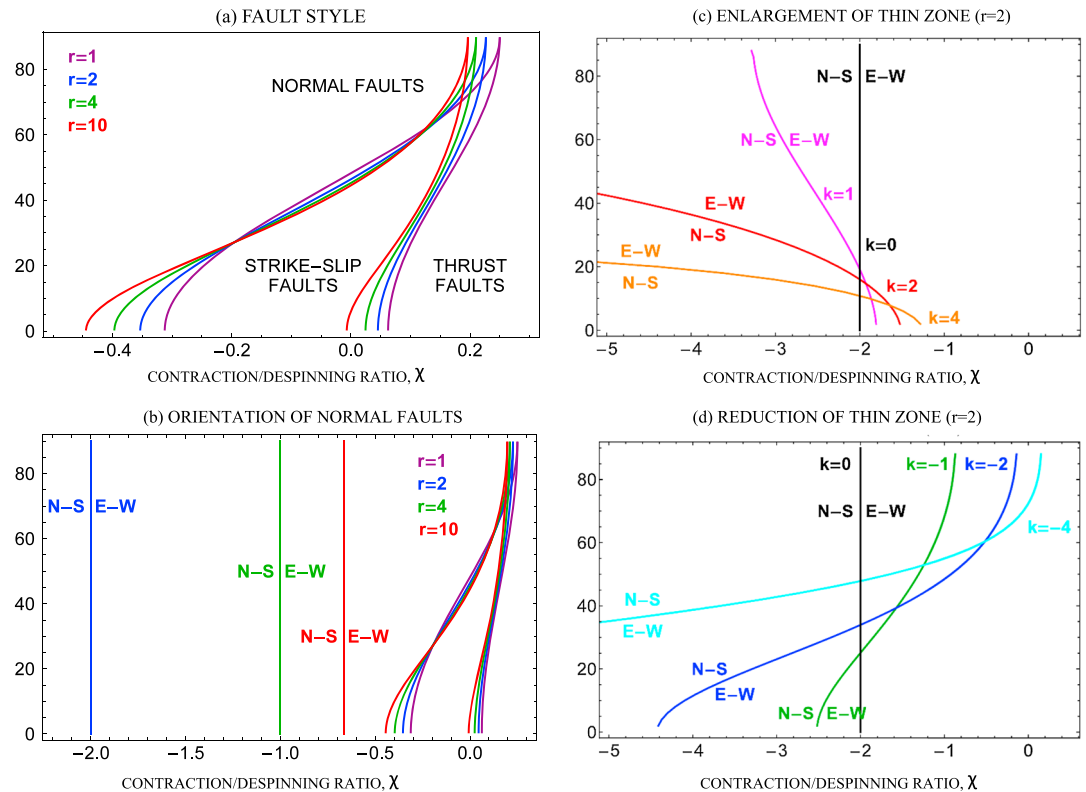 (a) FAULT STYLE
r=1
r=2
r=4
r=10
NORMAL FAULTS
STRIKE–SLIP
FAULTS
THRUST
FAULTS
80
60
40
20
0
−0.4
−0.2
0.0
0.2
CONTRACTION/DESPINNING RATIO, χ
(c) ENLARGEMENT OF THIN ZONE (r=2)
N–S E–W
N–S E–W
k=1
E–W
N–S
k=0
E–W
N–S
k=2
k=4
80
60
40
20
0
−5
−4
−3
−2
−1
0
CONTRACTION/DESPINNING RATIO, χ
(b) ORIENTATION OF NORMAL FAULTS
r=1
r=2
r=4
r=10
N–S E–W
N–S E–W
N–S E–W
80
60
40
20
0
−2.0
−1.5
−1.0
−0.5
0.0
CONTRACTION/DESPINNING RATIO, χ
(d) REDUCTION OF THIN ZONE (r=2)
k=0
k=−1
k=−2
N–S E–W
k=−4
N–S
E–W
N–S
E–W
N–S E–W
80
60
40
20
0
−5
−4
−3
−2
−1
0
CONTRACTION/DESPINNING RATIO, χ